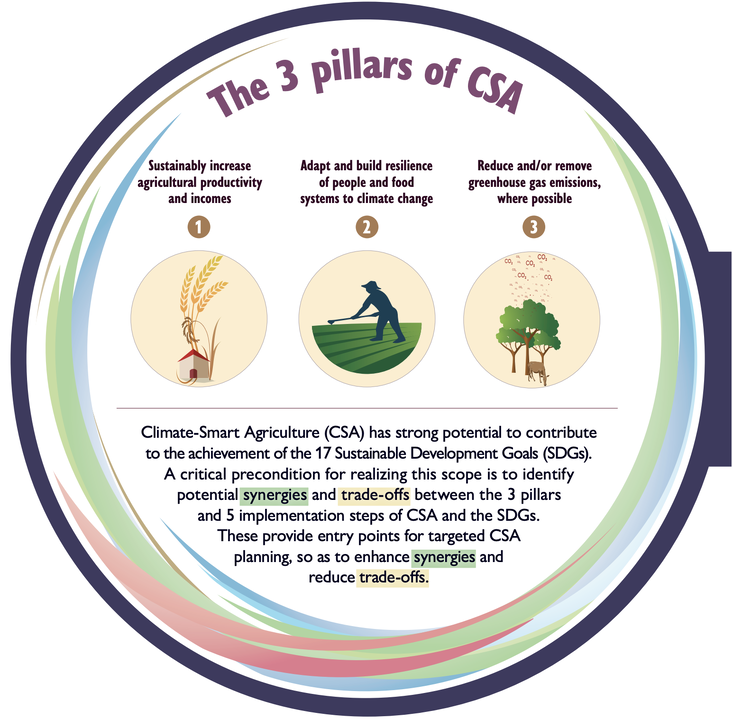 The 3 pillars of CSA
Sustainably increase
agricultural productivity
and incomes
1
Adapt and build resilience
of people and food
systems to climate change
2
Reduce and/or remove
greenhouse gas emissions,
where possible
3
CO₂ CO₂ CO₂
CO₂ CO₂
Climate-Smart Agriculture (CSA) has strong potential to contribute
to the achievement of the 17 Sustainable Development Goals (SDGs).
A critical precondition for realizing this scope is to identify
potential synergies and trade-offs between the 3 pillars
and 5 implementation steps of CSA and the SDGs.
These provide entry points for targeted CSA
planning, so as to enhance synergies and
reduce trade-offs.